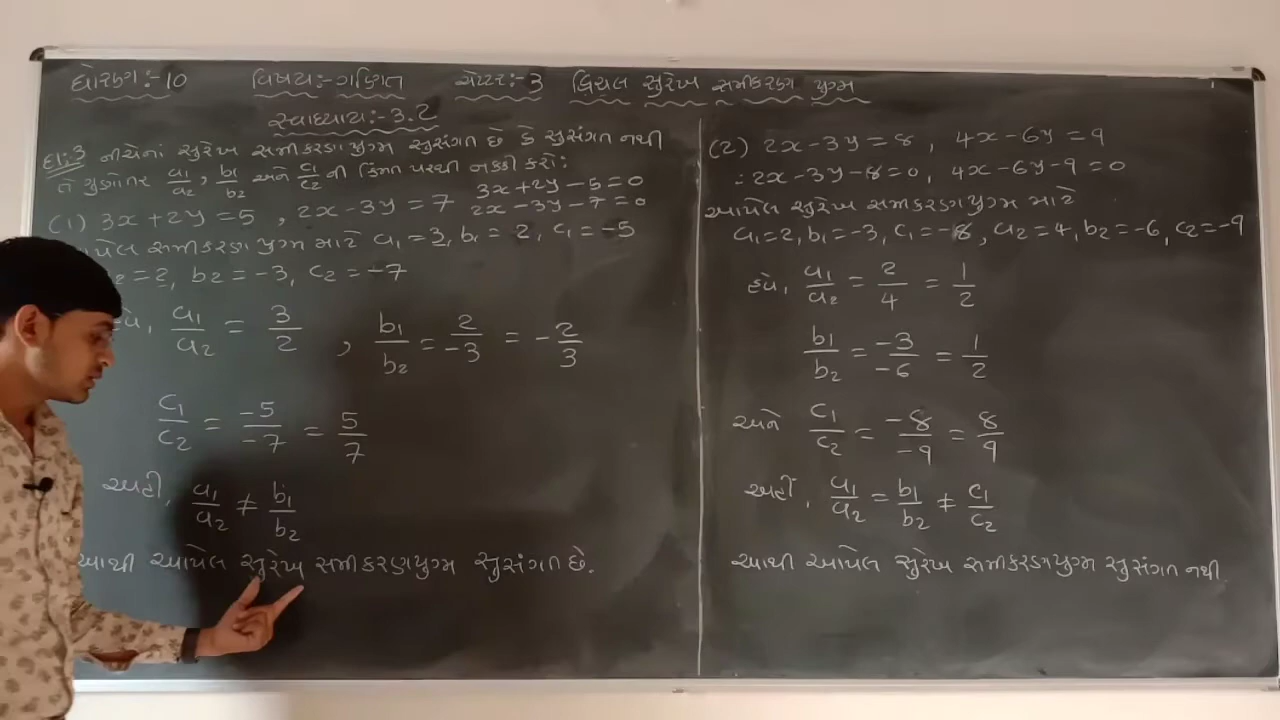 ધોરણ:- 10 વિષય:- ગણિત ચેપ્ટર:- 3 દ્વિચલ સુરેખ સમીકરણ યુગ્મ
સ્વાધ્યાય:- 3.2
દા:3 નીચેનાં સુરેખ સમીકરણયુગ્મ સુસંગત છે કે સુસંગત નથી
તે ગુણોત્તર a₁/a₂, b₁/b₂ અને c₁/c₂ ની કિંમત પરથી નક્કી કરો:
(1) 3x+2y=5, 2x-3y=7
3x+2y-5=0
2x-3y-7=0
આપેલ સમીકરણયુગ્મ માટે a₁=3, b₁=2, c₁=-5
a₂=2, b₂=-3, c₂=-7
હવે, a₁/a₂ = 3/2, b₁/b₂ = 2/-3 = -2/3
c₁/c₂ = -5/-7 = 5/7
અહીં, a₁/a₂ ≠ b₁/b₂
આથી આપેલ સુરેખ સમીકરણયુગ્મ સુસંગત છે.
(2) 2x-3y=8, 4x-6y=9
∴2x-3y-8=0, 4x-6y-9=0
આપેલ સુરેખ સમીકરણયુગ્મ માટે
a₁=2, b₁=-3, c₁=-8, a₂=4, b₂=-6, c₂=-9
હવે, a₁/a₂ = 2/4 = 1/2
b₁/b₂ = -3/-6 = 1/2
અને c₁/c₂ = -8/-9 = 8/9
અહીં, a₁/a₂ = b₁/b₂ ≠ c₁/c₂
આથી આપેલ સુરેખ સમીકરણયુગ્મ સુસંગત નથી.